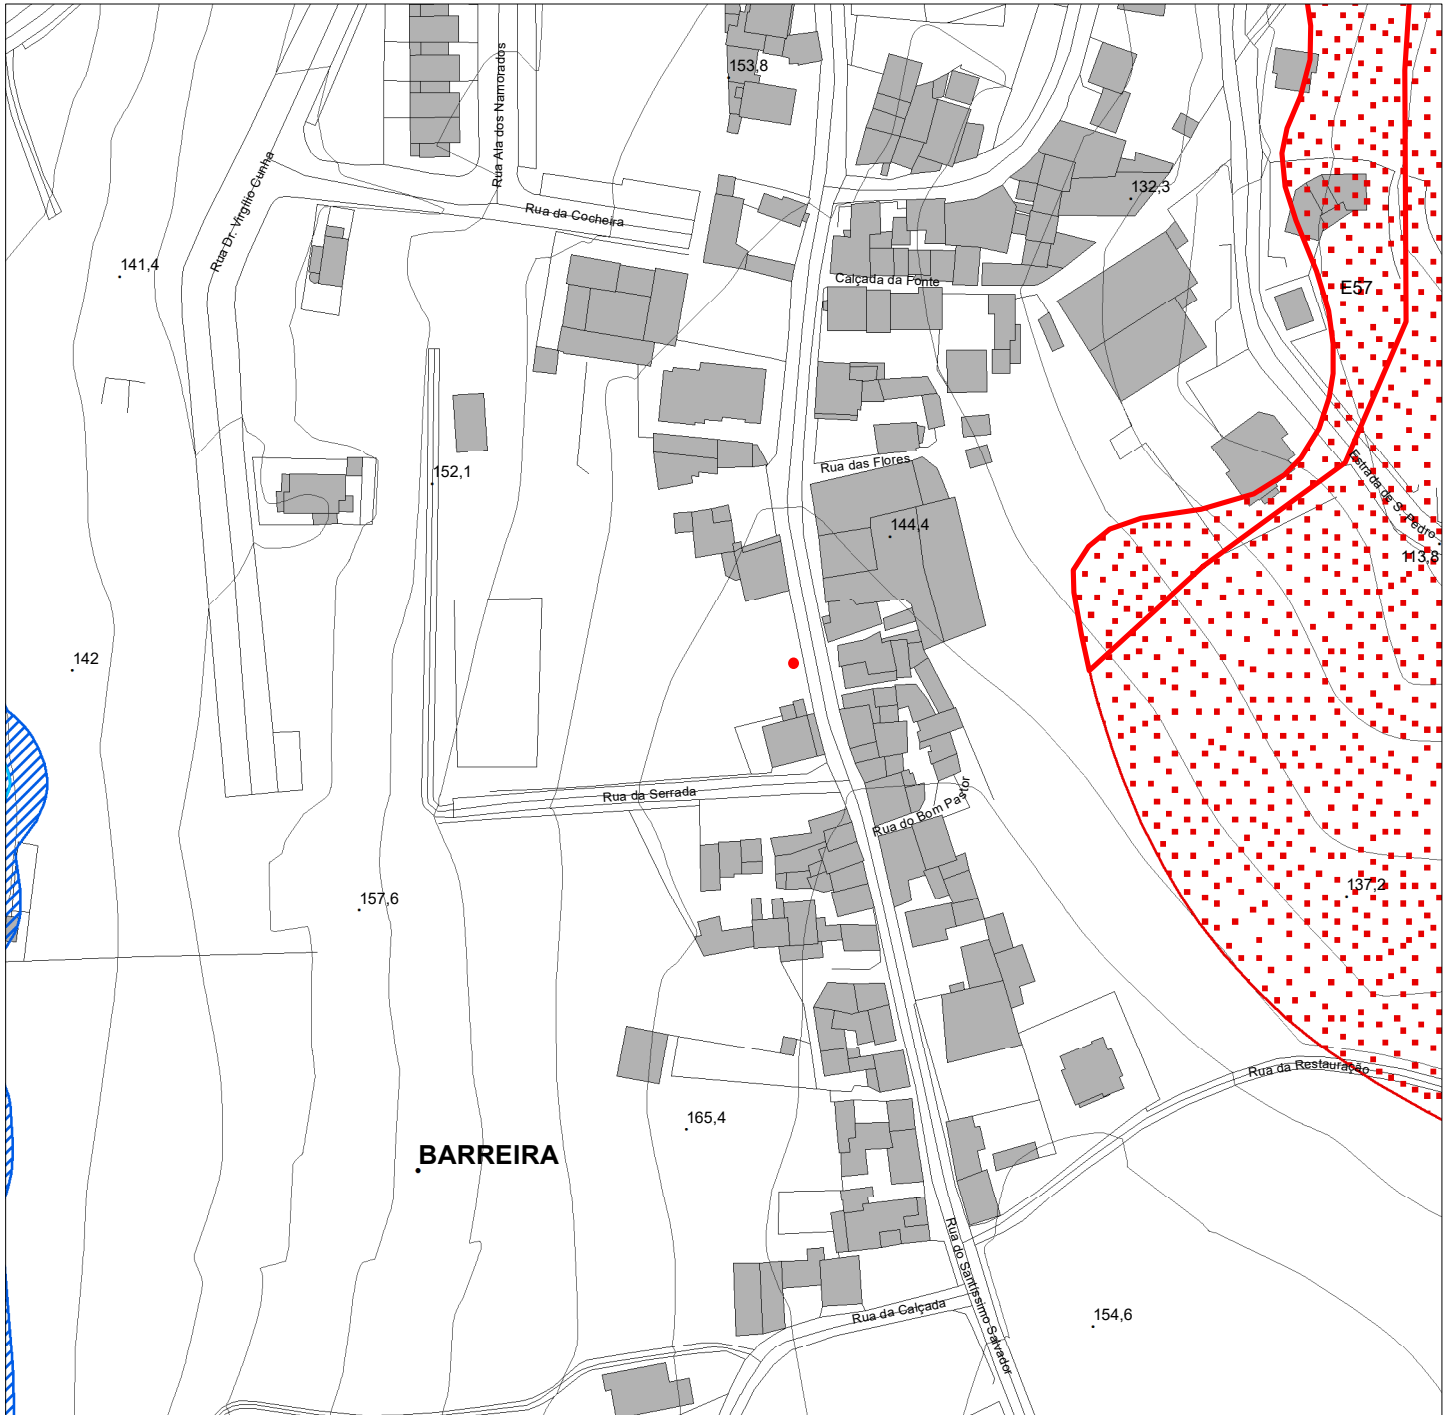 153,8
Rua Ala dos Namorados
Rua Dr. Virgílio Cunha
132,3
Rua da Cocheira
141,4
Calçada da Fonte
E57
Rua das Flores
152,1
Estrada de S. Pedro
144,4
113,8
142
Rua da Serrada
Rua do Bom Pastor
137,2
157,6
Rua da Restauração
165,4
BARREIRA
Rua do Santíssimo Salvador
Rua da Calçada
154,6